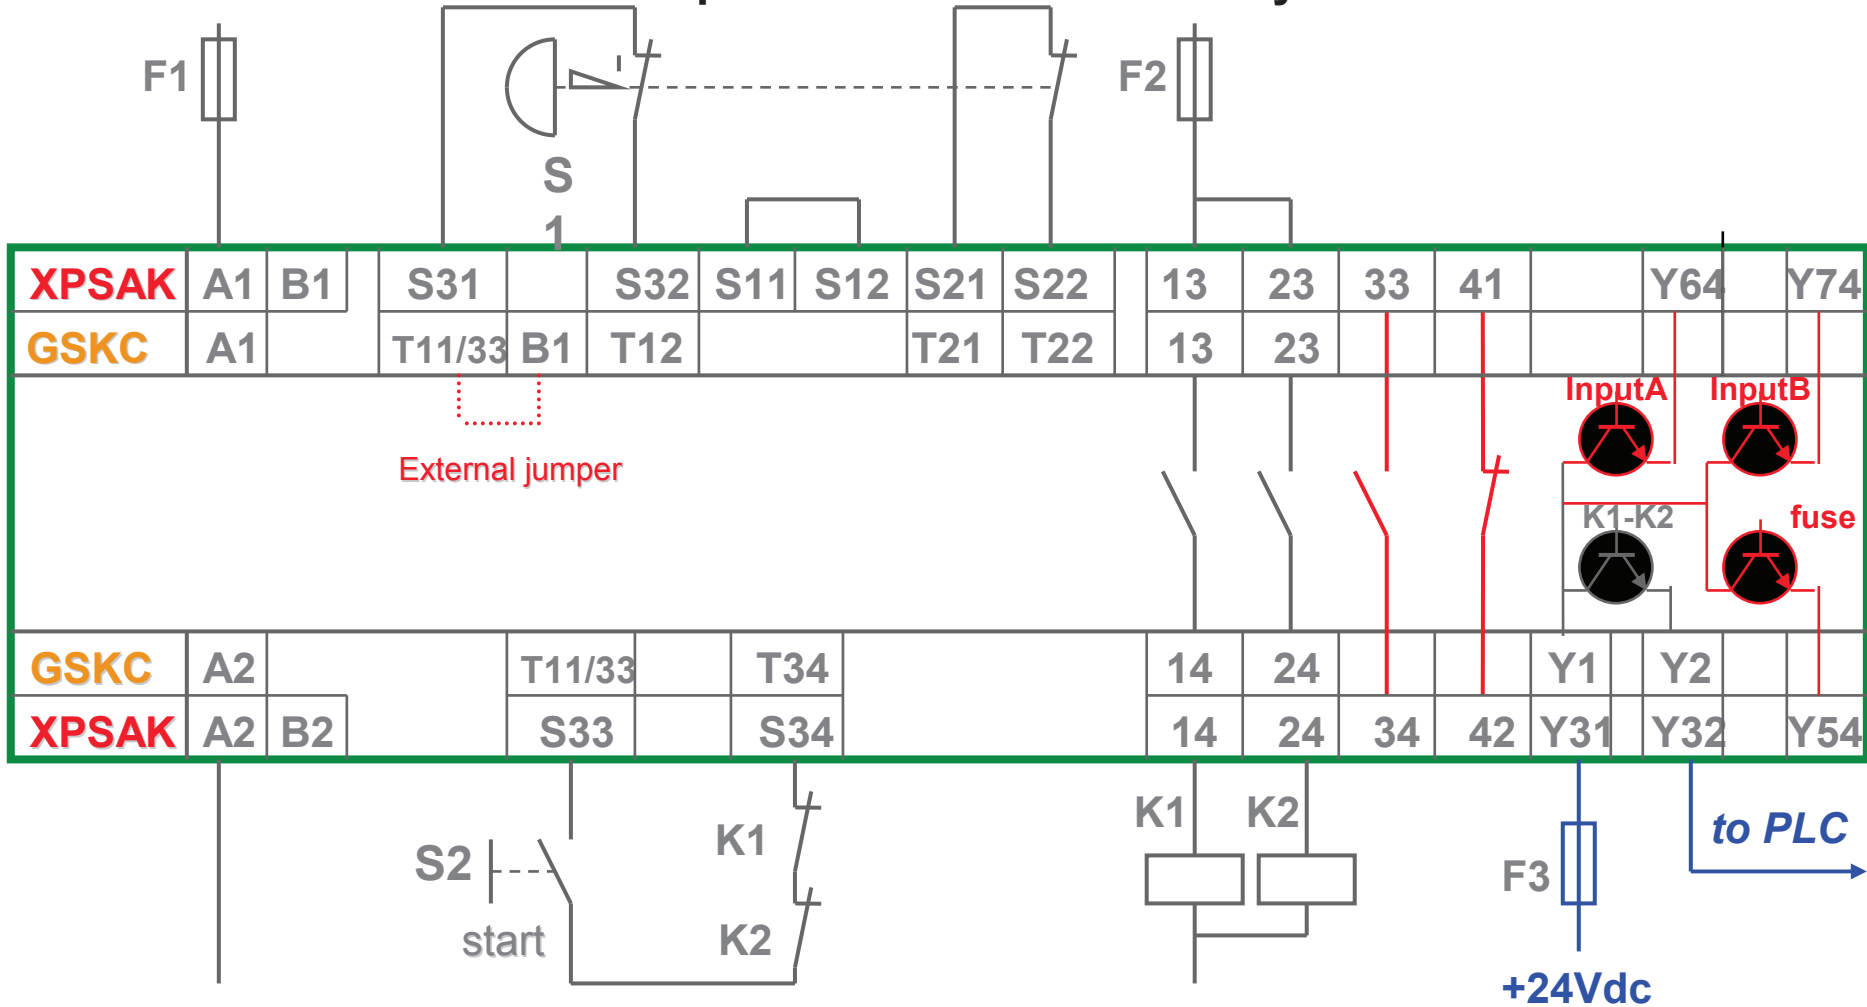 F1
F2
S
1
XPSAK A1 B1 S31 S32 S11 S12 S21 S22 13 23 33 41 Y64 Y74
GSKC A1 T11/33 B1 T12 T21 T22 13 23
InputA InputB
External jumper
K1-K2 fuse
GSKC A2 T11/33 T34 14 24 Y1 Y2
XPSAK A2 B2 S33 S34 14 24 34 42 Y31 Y32 Y54
K1 K2
to PLC
K1
S2
F3
start
K2
+24Vdc